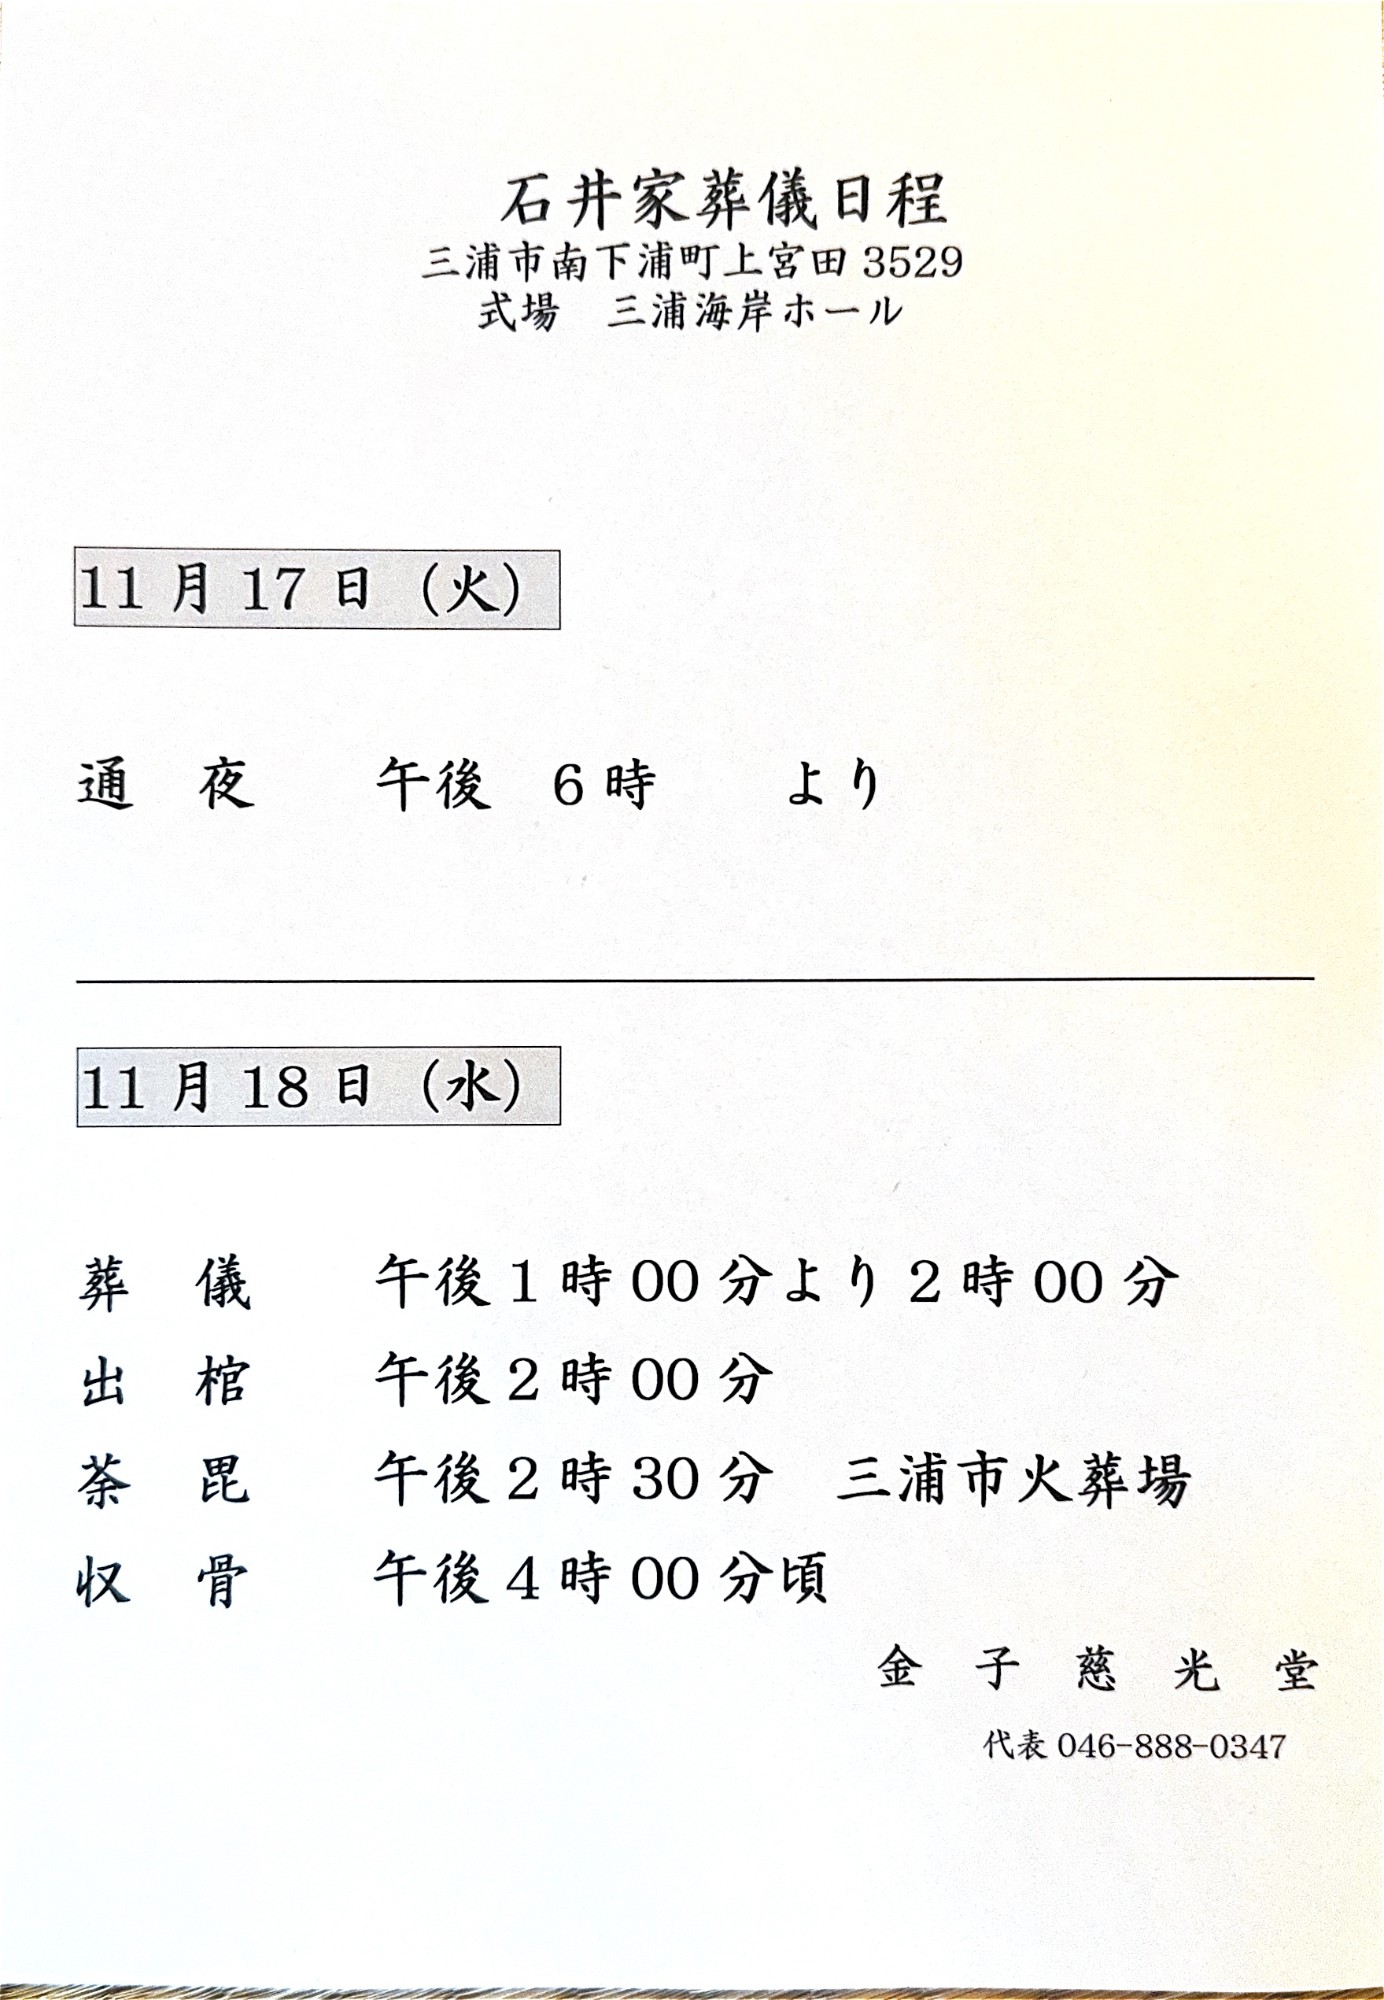 石井家葬儀日程
三浦市南下浦町上宮田 3529
式場　三浦海岸ホール
11 月 17 日（火）
通　夜　　午後　6 時　　より
11 月 18 日（水）
葬　儀　　午後 1 時 00 分より 2 時 00 分
出　棺　　午後 2 時 00 分
荼　毘　　午後 2 時 30 分　三浦市火葬場
収　骨　　午後 4 時 00 分頃
金　子　慈　光　堂
代表 046-888-0347